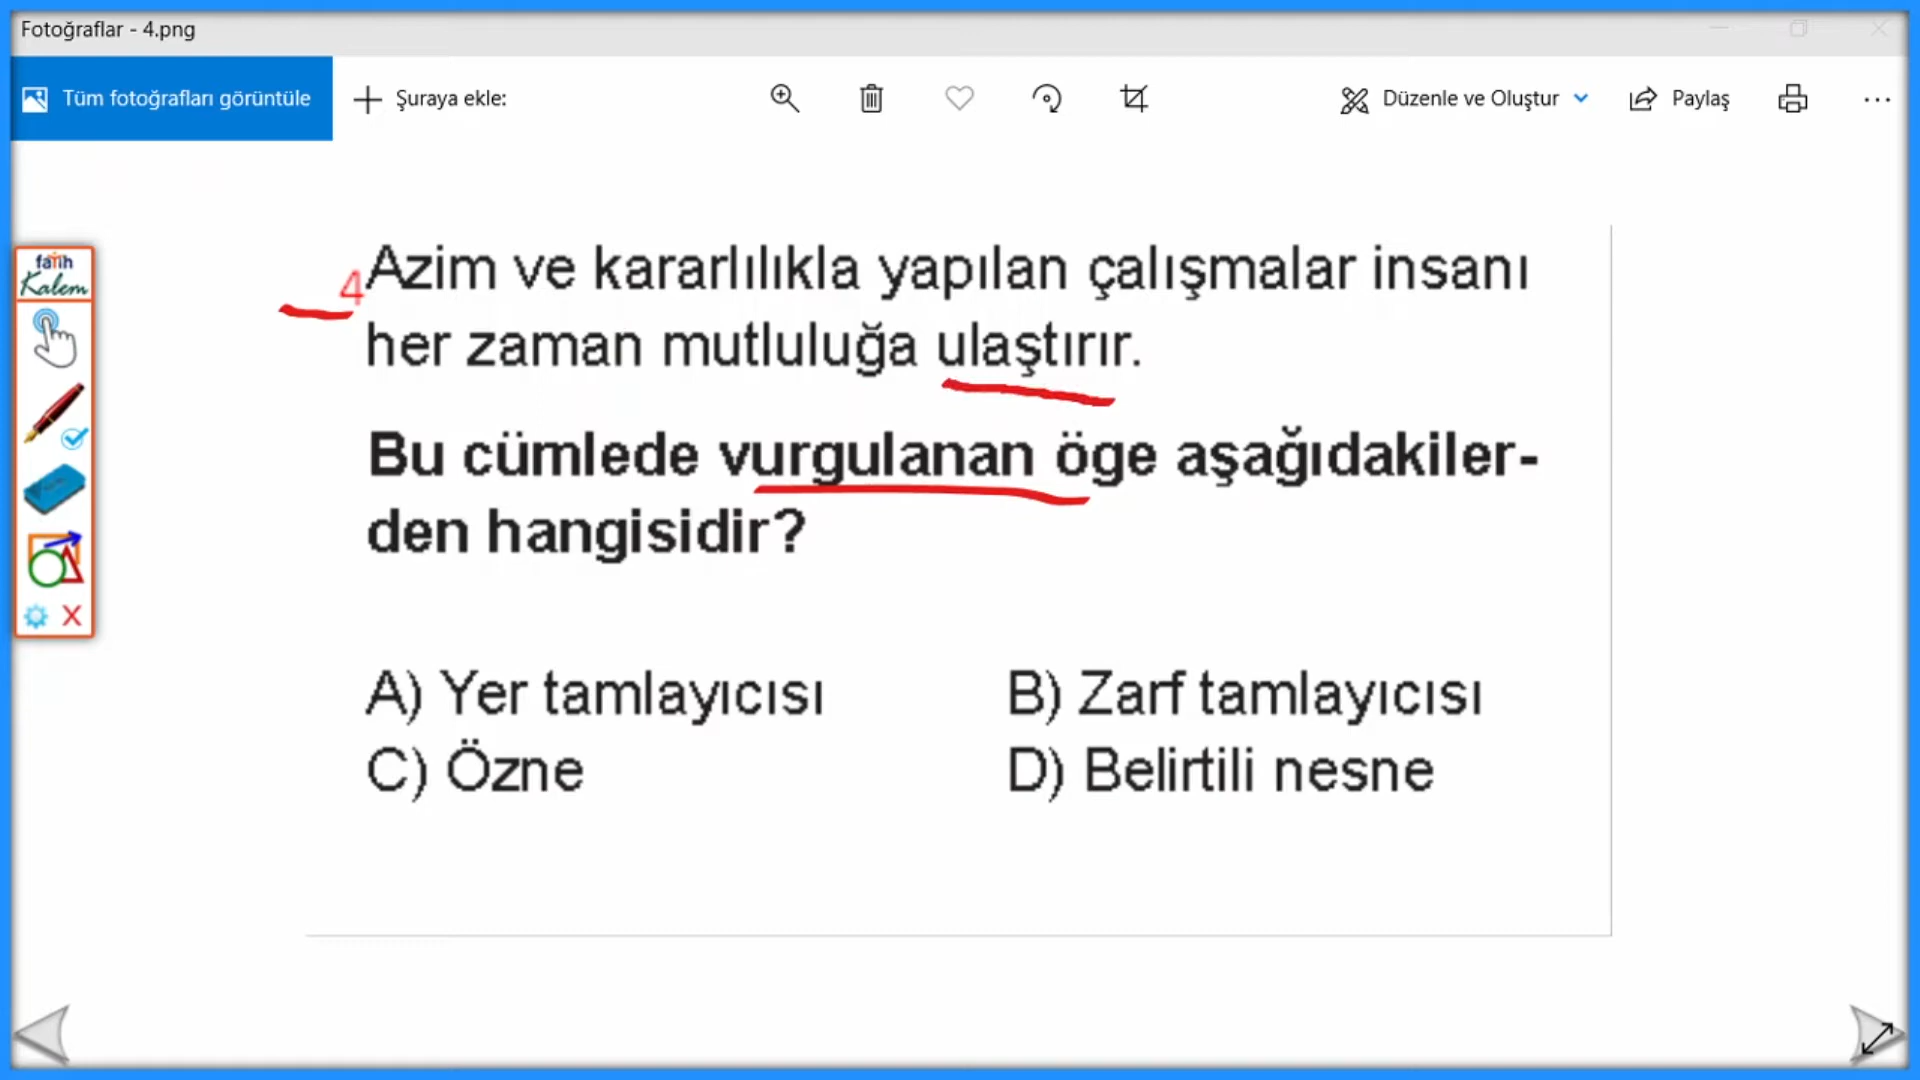 Fotoğraflar - 4.png
Tüm fotoğrafları görüntüle
Şuraya ekle:
Düzenle ve Oluştur
Paylaş
fatih
Kalem
4
Azim ve kararlılıkla yapılan çalışmalar insanı
her zaman mutluluğa ulaştırır.
Bu cümlede vurgulanan öge aşağıdakiler-
den hangisidir?
A) Yer tamlayıcısı
B) Zarf tamlayıcısı
C) Özne
D) Belirtili nesne